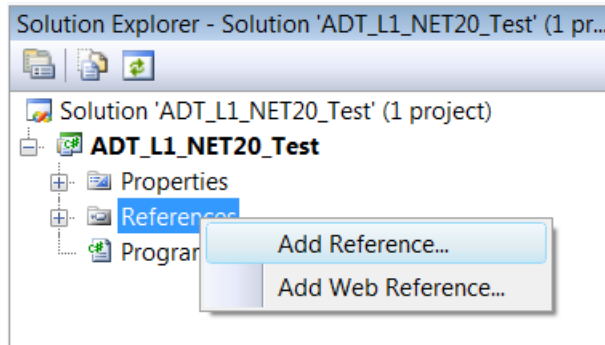 Solution Explorer - Solution 'ADT_L1_NET20_Test' (1 pr...
Solution 'ADT_L1_NET20_Test' (1 project)
ADT_L1_NET20_Test
Properties
References
Add Reference...
Add Web Reference...